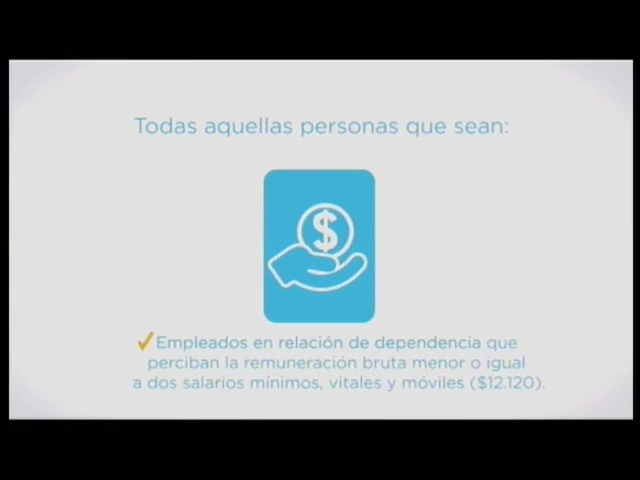 Todas aquellas personas que sean:
$
Empleados en relación de dependencia que
perciban la remuneración bruta menor o igual
a dos salarios mínimos, vitales y móviles ($12.120).